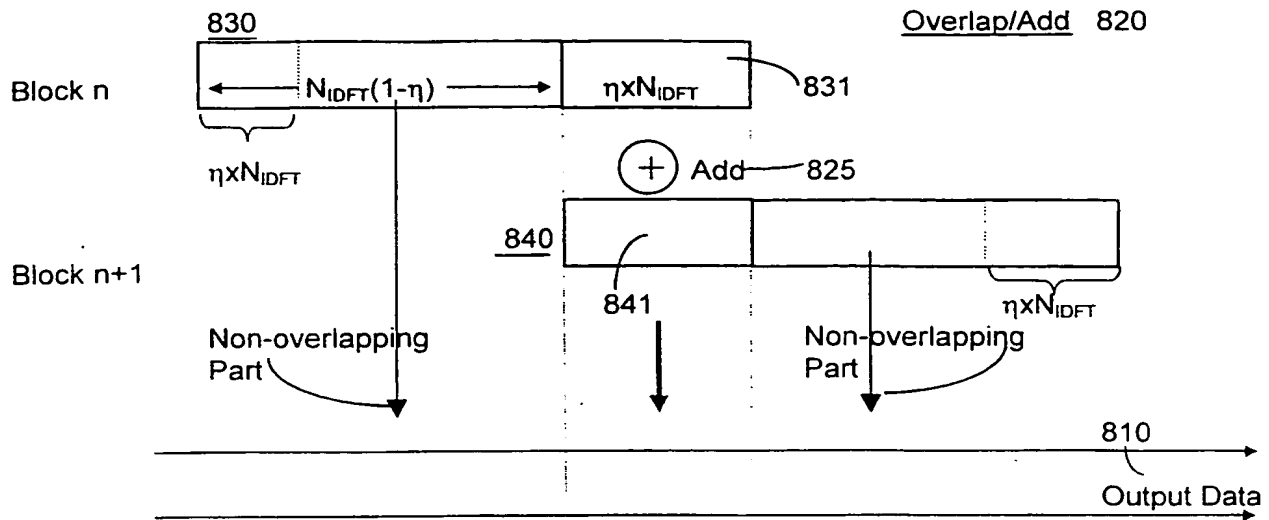 830
Overlap/Add 820
Block n
N_IDFT(1-η)
ηxN_IDFT
831
ηxN_IDFT
Add
825
840
Block n+1
841
ηxN_IDFT
Non-overlapping
Part
Non-overlapping
Part
810
Output Data